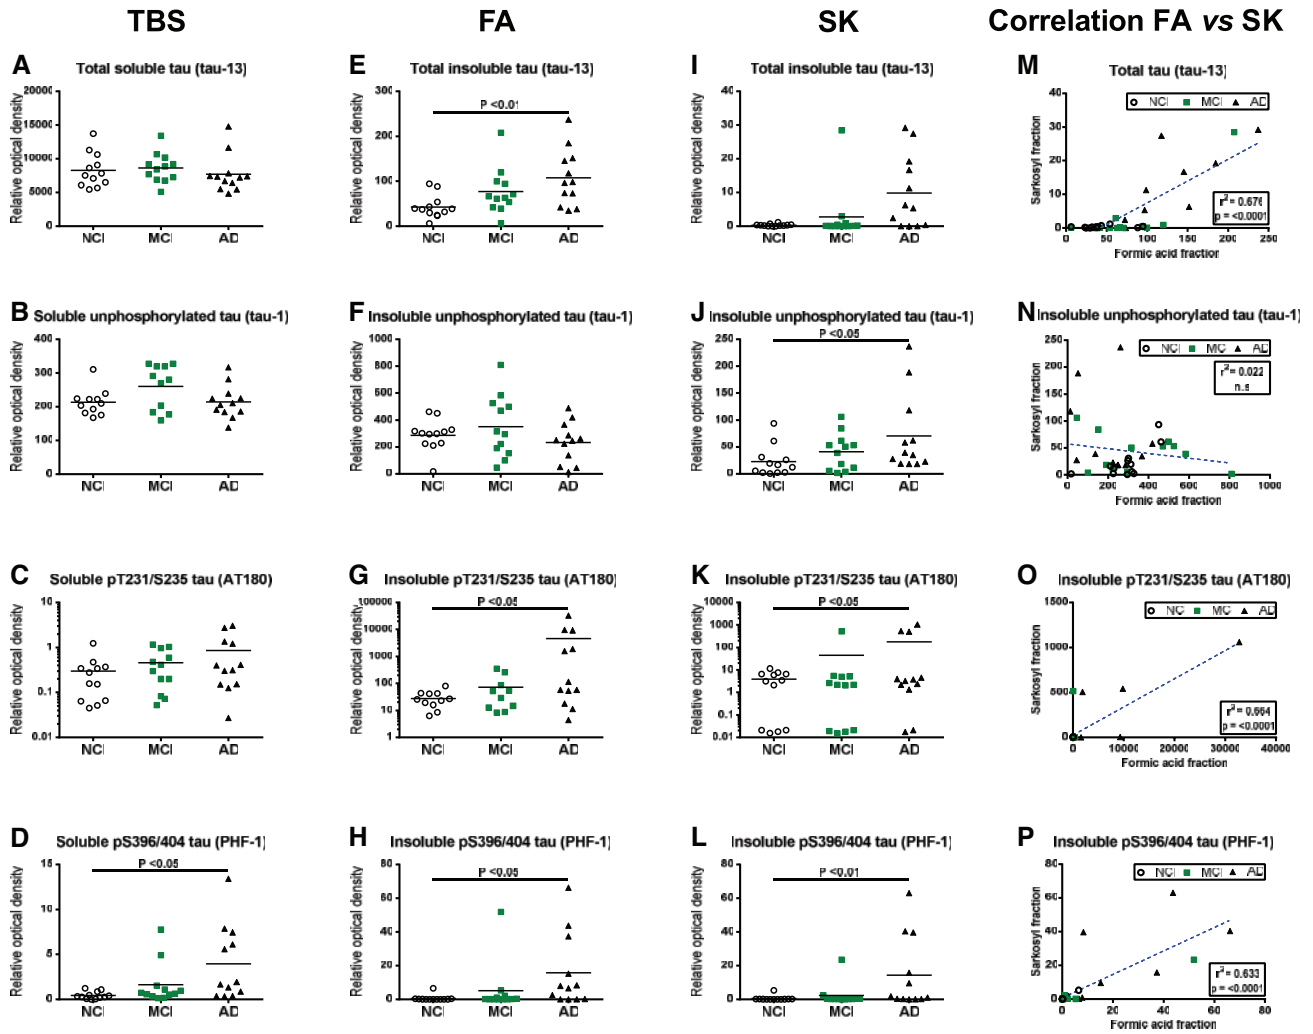 TBS FA SK Correlation FA vs SK
A Total soluble tau (tau-13)
Relative optical density
20000
15000
10000
5000
0
NCI MCI AD
E Total insoluble tau (tau-13)
Relative optical density
300
200
100
0
P <0.01
NCI MCI AD
I Total insoluble tau (tau-13)
Relative optical density
40
30
20
10
0
NCI MCI AD
M Total tau (tau-13)
NCI MCI AD
Sarkosyl fraction
40
30
20
10
0
r² = 0.676
p = <0.0001
0 50 100 150 200 250
Formic acid fraction
B Soluble unphosphorylated tau (tau-1)
Relative optical density
400
300
200
100
0
NCI MCI AD
F Insoluble unphosphorylated tau (tau-1)
Relative optical density
1000
800
600
400
200
0
NCI MCI AD
J Insoluble unphosphorylated tau (tau-1)
Relative optical density
250
200
150
100
50
0
P <0.05
NCI MCI AD
N Insoluble unphosphorylated tau (tau-1)
NCI MCI AD
Sarkosyl fraction
250
200
150
100
50
0
r² = 0.022
n.s
0 200 400 600 800 1000
Formic acid fraction
C Soluble pT231/S235 tau (AT180)
Relative optical density
10
1
0.1
0.01
NCI MCI AD
G Insoluble pT231/S235 tau (AT180)
Relative optical density
100000
10000
1000
100
10
1
P <0.05
NCI MCI AD
K Insoluble pT231/S235 tau (AT180)
Relative optical density
10000
1000
100
10
1
0.1
0.01
P <0.05
NCI MCI AD
O Insoluble pT231/S235 tau (AT180)
NCI MCI AD
Sarkosyl fraction
1500
1000
500
0
r² = 0.664
p = <0.0001
0 10000 20000 30000 40000
Formic acid fraction
D Soluble pS396/404 tau (PHF-1)
Relative optical density
15
10
5
0
P <0.05
NCI MCI AD
H Insoluble pS396/404 tau (PHF-1)
Relative optical density
80
60
40
20
0
P <0.05
NCI MCI AD
L Insoluble pS396/404 tau (PHF-1)
Relative optical density
80
60
40
20
0
P <0.01
NCI MCI AD
P Insoluble pS396/404 tau (PHF-1)
NCI MCI AD
Sarkosyl fraction
80
60
40
20
0
r² = 0.633
p = <0.0001
0 20 40 60 80
Formic acid fraction